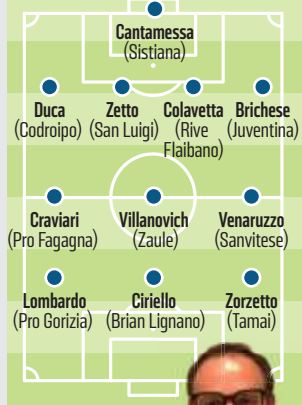 Cantamessa
(Sistiana)
Duca Zetto Colavetta Brichese
(Codroipo) (San Luigi) (Rive (Juventina)
Flaibano)
Craviari Villanovich Venaruzzo
(Pro Fagagna) (Zaule) (Sanvitese)
Lombardo Ciriello Zorzetto
(Pro Gorizia) (Brian Lignano) (Tamai)